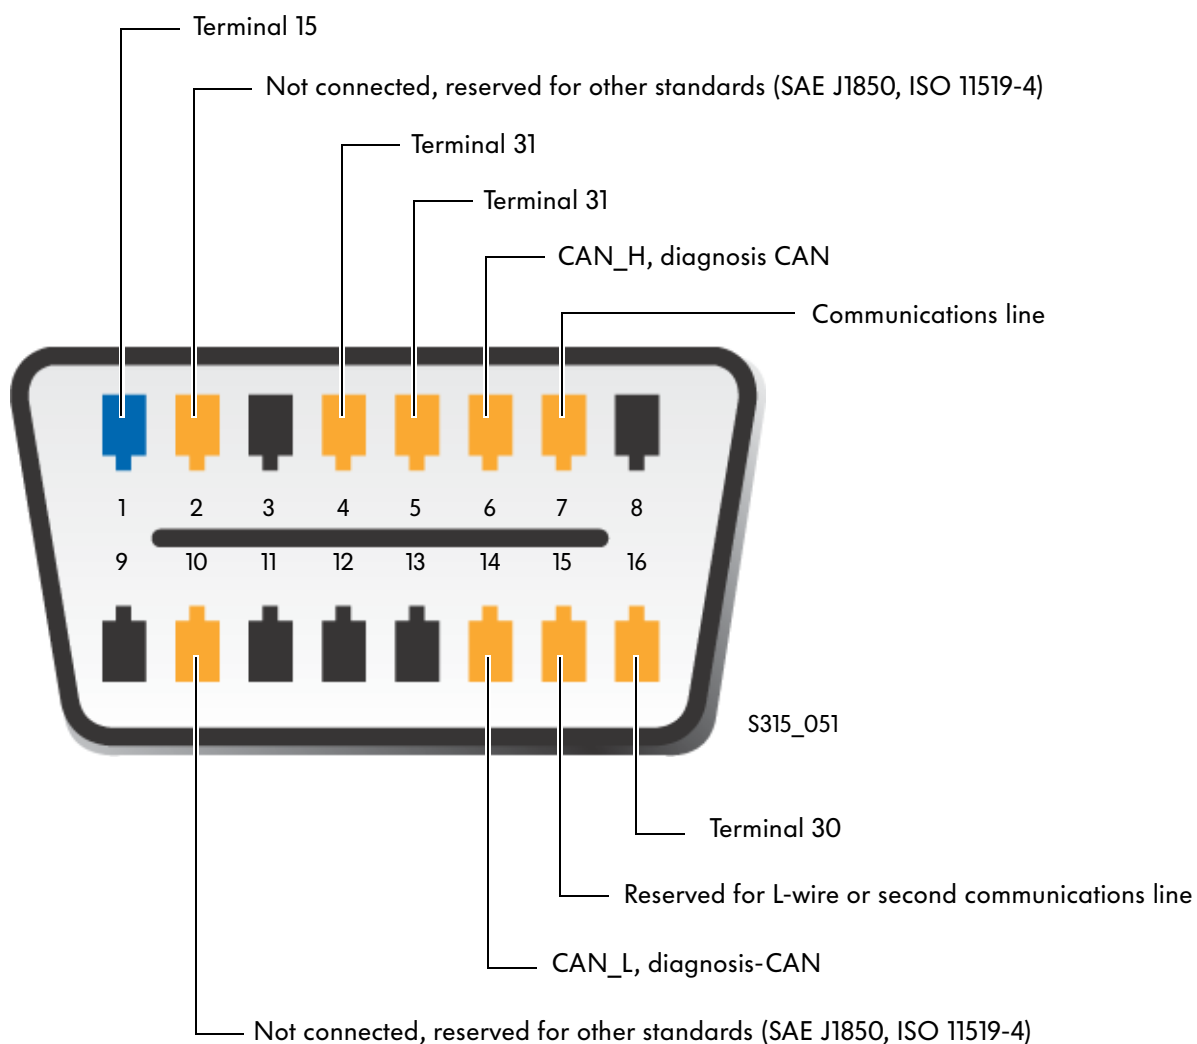 Terminal 15
Not connected, reserved for other standards (SAE J1850, ISO 11519-4)
Terminal 31
Terminal 31
CAN_H, diagnosis CAN
Communications line
1 2 3 4 5 6 7 8
9 10 11 12 13 14 15 16
S315_051
Terminal 30
Reserved for L-wire or second communications line
CAN_L, diagnosis-CAN
Not connected, reserved for other standards (SAE J1850, ISO 11519-4)